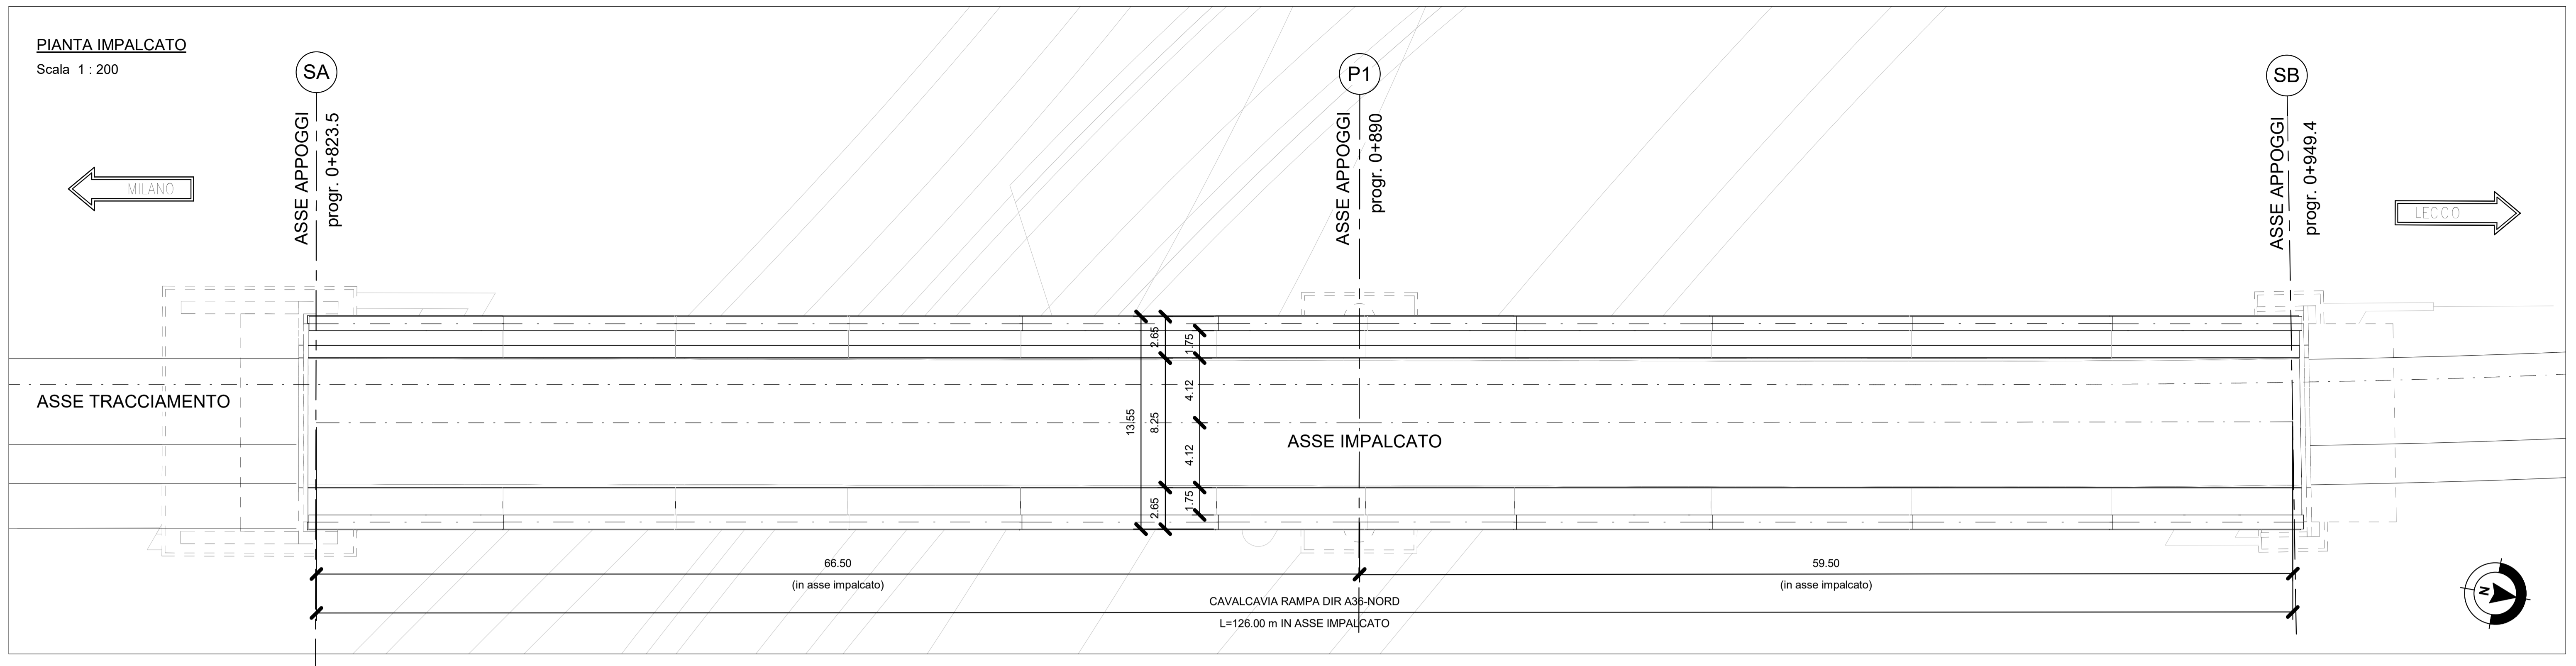 PIANTA IMPALCATO
Scala 1 : 200
SA
P1
SB
ASSE APPOGGI
progr. 0+823.5
ASSE APPOGGI
progr. 0+890
ASSE APPOGGI
progr. 0+949.4
MILANO
LECCO
ASSE TRACCIAMENTO
13.55
2.65
8.25
2.65
1.75
4.12
4.12
1.75
ASSE IMPALCATO
66.50
(in asse impalcato)
59.50
(in asse impalcato)
CAVALCAVIA RAMPA DIR A36-NORD
L=126.00 m IN ASSE IMPALCATO
N